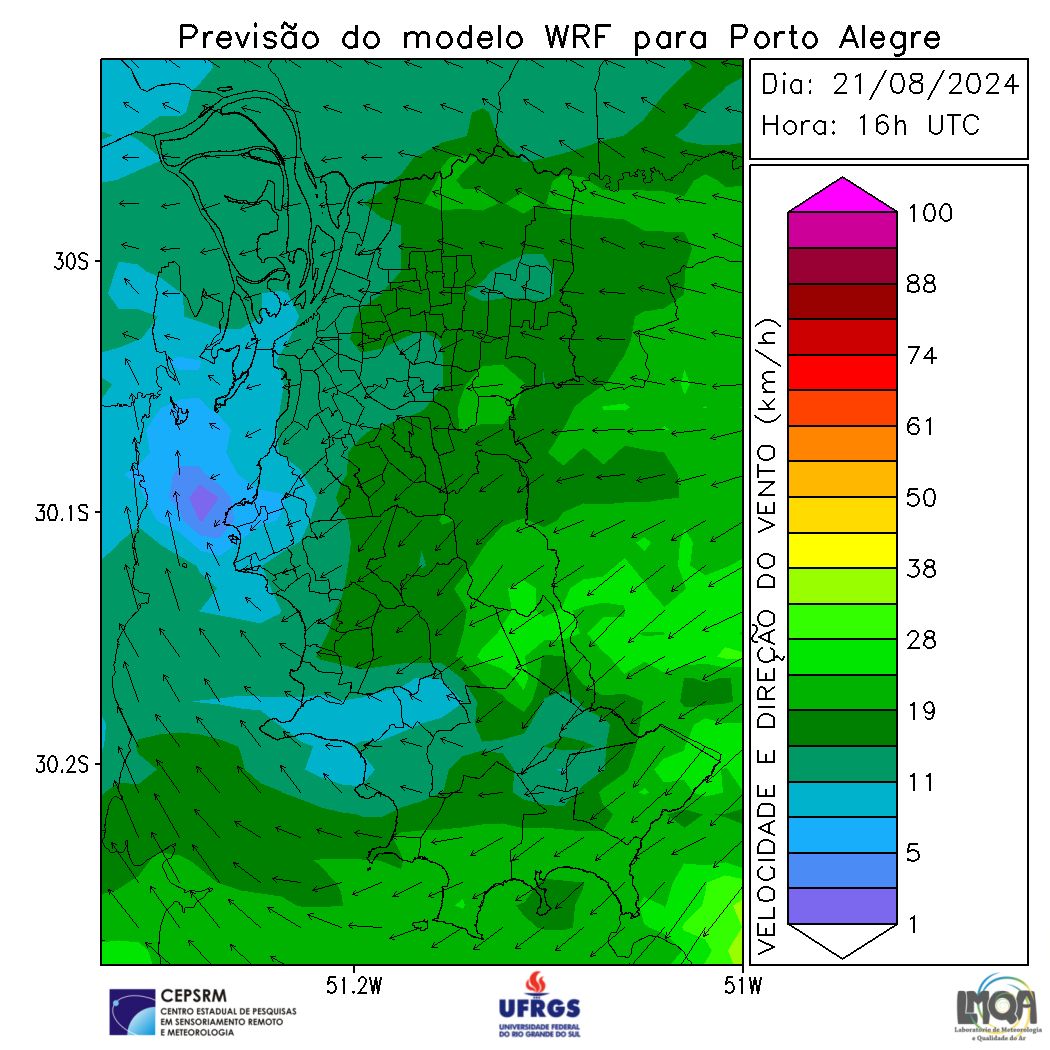 Previsão do modelo WRF para Porto Alegre
Dia: 21/08/2024
Hora: 16h UTC
30S
30.1S
30.2S
51.2W
51W
VELOCIDADE E DIREÇÃO DO VENTO (km/h)
100
88
74
61
50
38
28
19
11
5
1
CEPSRM
CENTRO ESTADUAL DE PESQUISAS
EM SENSORIAMENTO REMOTO
E METEOROLOGIA
UFRGS
UNIVERSIDADE FEDERAL
DO RIO GRANDE DO SUL
LMQA
Laboratório de Meteorologia
e Qualidade do Ar